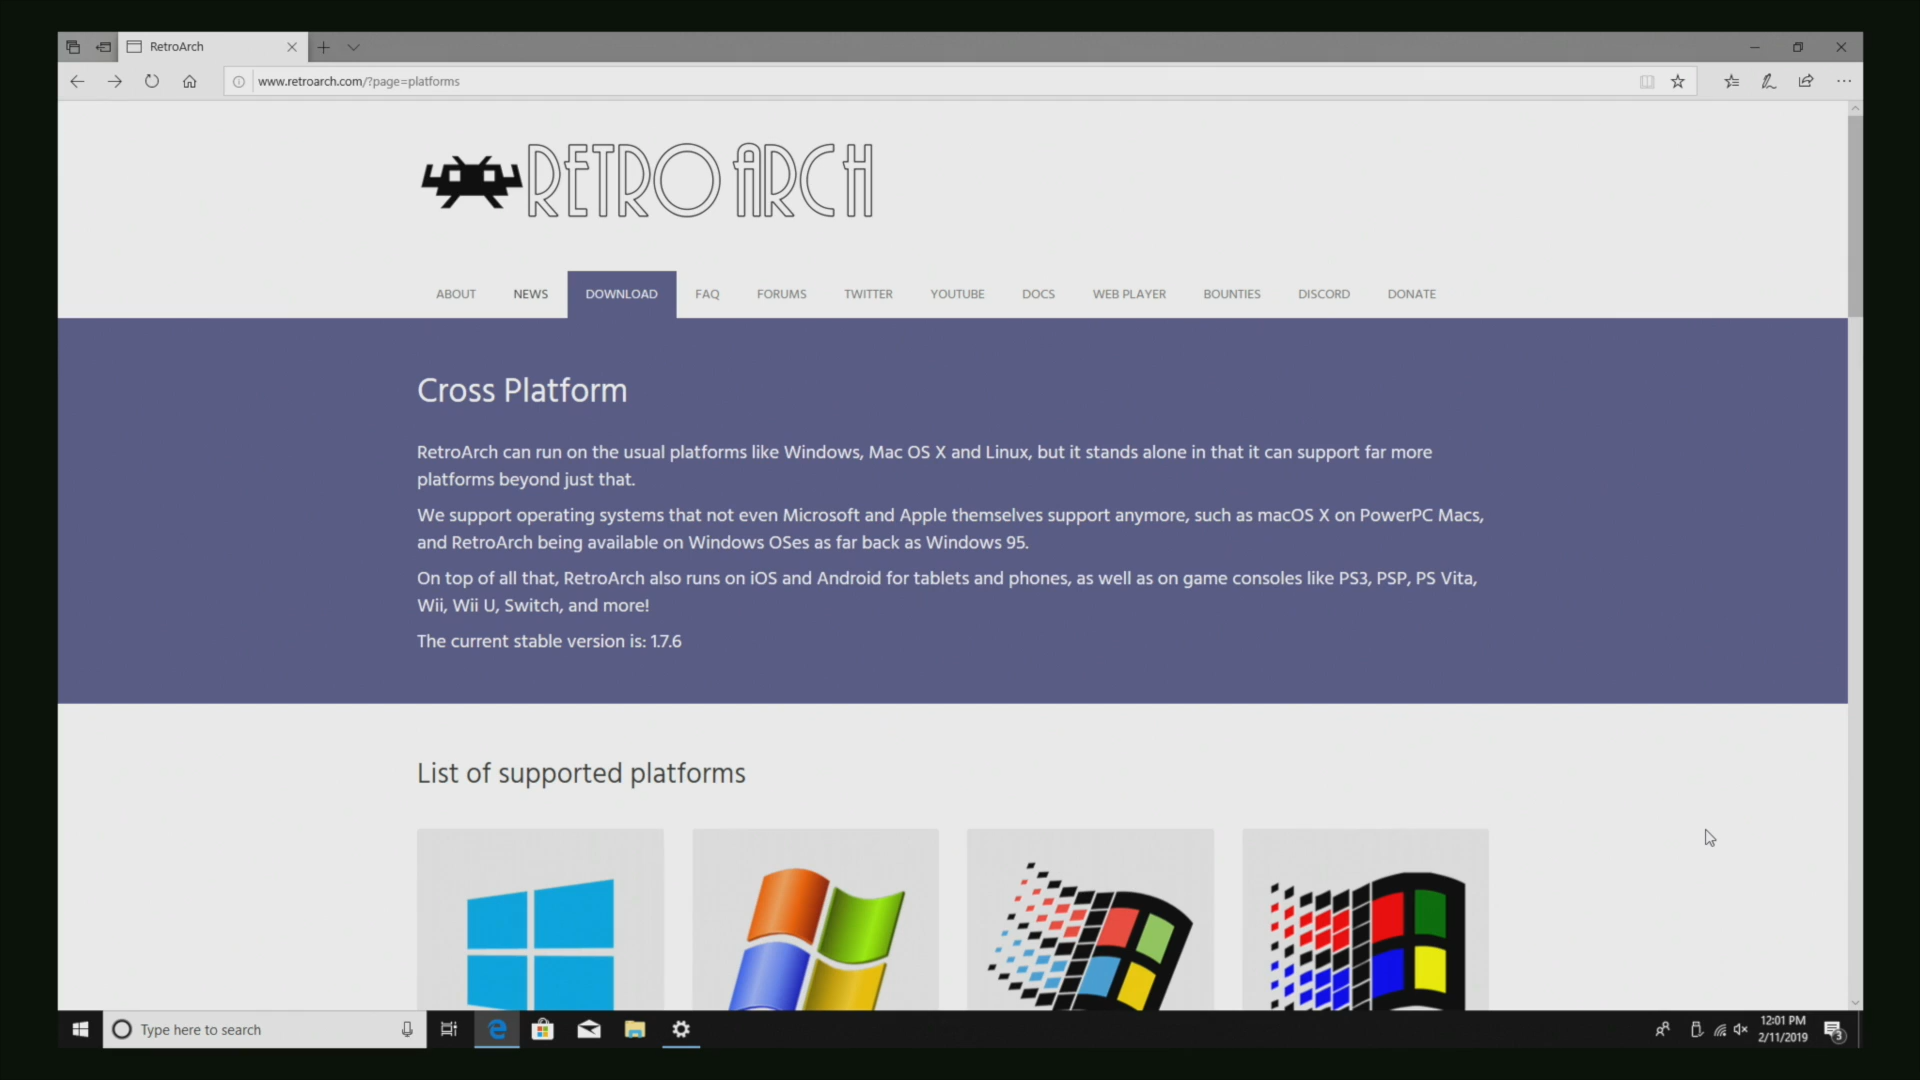 RetroArch
www.retroarch.com/?page=platforms
RETRO ARCH
ABOUT NEWS DOWNLOAD FAQ FORUMS TWITTER YOUTUBE DOCS WEB PLAYER BOUNTIES DISCORD DONATE
Cross Platform
RetroArch can run on the usual platforms like Windows, Mac OS X and Linux, but it stands alone in that it can support far more
platforms beyond just that.
We support operating systems that not even Microsoft and Apple themselves support anymore, such as macOS X on PowerPC Macs,
and RetroArch being available on Windows OSes as far back as Windows 95.
On top of all that, RetroArch also runs on iOS and Android for tablets and phones, as well as on game consoles like PS3, PSP, PS Vita,
Wii, Wii U, Switch, and more!
The current stable version is: 1.7.6
List of supported platforms
Type here to search
12:01 PM
2/11/2019
3